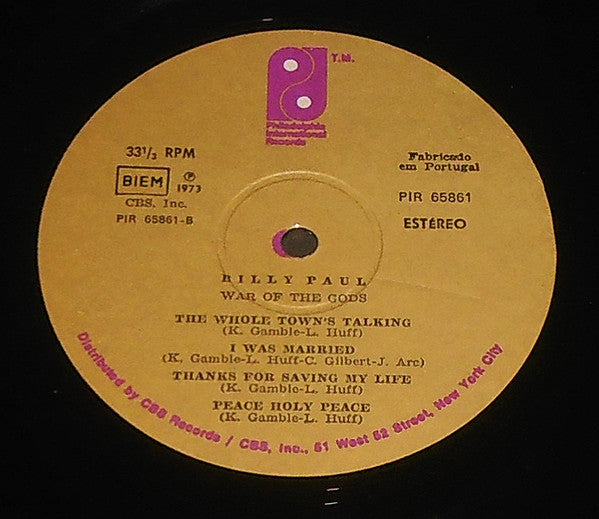 T.M.
Philadelphia
International
Records
33 1/3 RPM
BIEM
℗
1973
CBS, Inc.
PIR 65861-B
Fabricado
em Portugal
PIR 65861
ESTÉREO
BILLY PAUL
WAR OF THE GODS
THE WHOLE TOWN'S TALKING
(K. Gamble-L. Huff)
I WAS MARRIED
(K. Gamble-L. Huff-C. Gilbert-J. Arc)
THANKS FOR SAVING MY LIFE
(K. Gamble-L. Huff)
PEACE HOLY PEACE
(K. Gamble-L. Huff)
Distributed by CBS Records / CBS, Inc., 51 West 52 Street, New York City